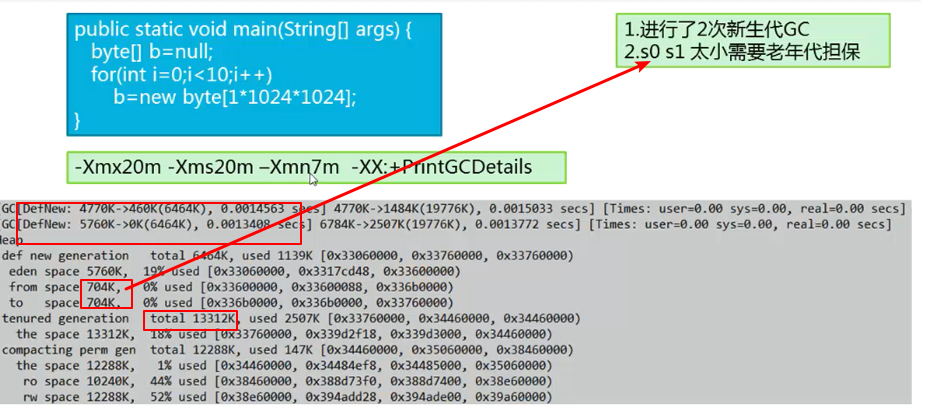 public static void main(String[] args) {
byte[] b=null;
for(int i=0;i<10;i++)
b=new byte[1*1024*1024];
}
1.进行了2次新生代GC
2.s0 s1 太小需要老年代担保
-Xmx20m -Xms20m –Xmn7m -XX:+PrintGCDetails
GC[DefNew: 4770K->460K(6464K), 0.0014563 secs] 4770K->1484K(19776K), 0.0015033 secs] [Times: user=0.00 sys=0.00, real=0.00 secs]
GC[DefNew: 5760K->0K(6464K), 0.0013408 secs] 6784K->2507K(19776K), 0.0013772 secs] [Times: user=0.00 sys=0.00, real=0.00 secs]
eap
def new generation total 6464K, used 1139K [0x33060000, 0x33760000, 0x33760000)
eden space 5760K, 19% used [0x33060000, 0x3317cd48, 0x33600000)
from space 704K, 0% used [0x33600000, 0x33600088, 0x336b0000)
to space 704K, 0% used [0x336b0000, 0x336b0000, 0x33760000)
tenured generation total 13312K, used 2507K [0x33760000, 0x34460000, 0x34460000)
the space 13312K, 18% used [0x33760000, 0x339d2f18, 0x339d3000, 0x34460000)
compacting perm gen total 12288K, used 147K [0x34460000, 0x35060000, 0x38460000)
the space 12288K, 1% used [0x34460000, 0x34484ef8, 0x34485000, 0x35060000)
ro space 10240K, 44% used [0x38460000, 0x388d73f0, 0x388d7400, 0x38e60000)
rw space 12288K, 52% used [0x38e60000, 0x394add28, 0x394ade00, 0x39a60000)